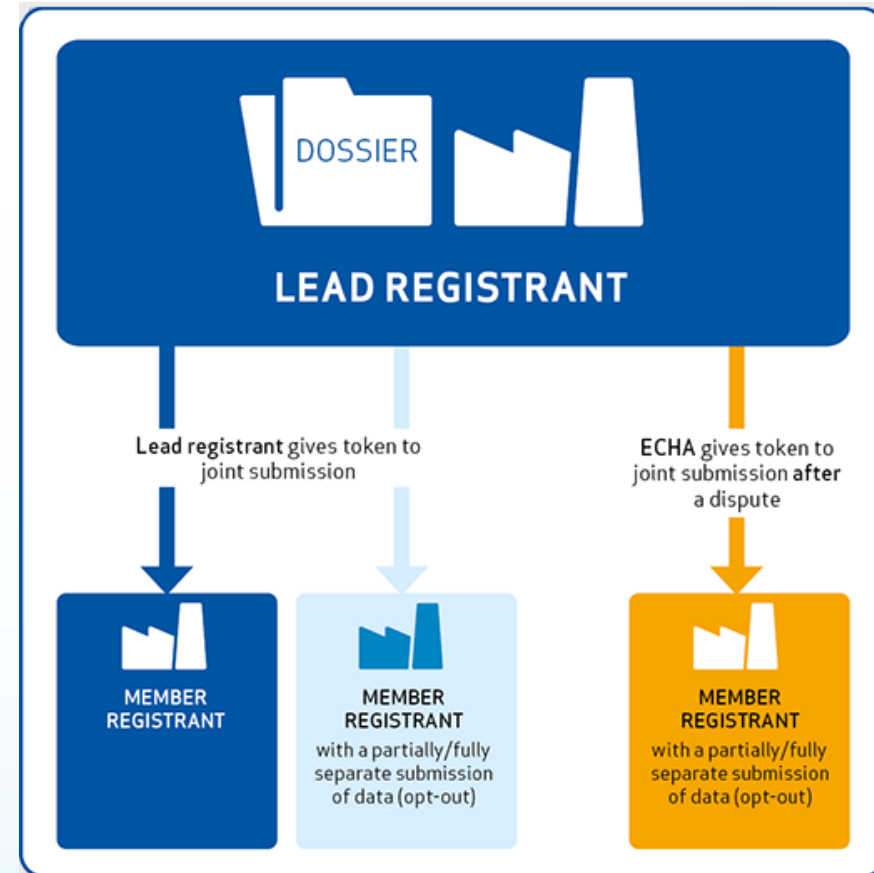 DOSSIER
LEAD REGISTRANT
Lead registrant gives token to
joint submission
ECHA gives token to
joint submission after
a dispute
MEMBER
REGISTRANT
MEMBER
REGISTRANT
with a partially/fully
separate submission
of data (opt-out)
MEMBER
REGISTRANT
with a partially/fully
separate submission
of data (opt-out)